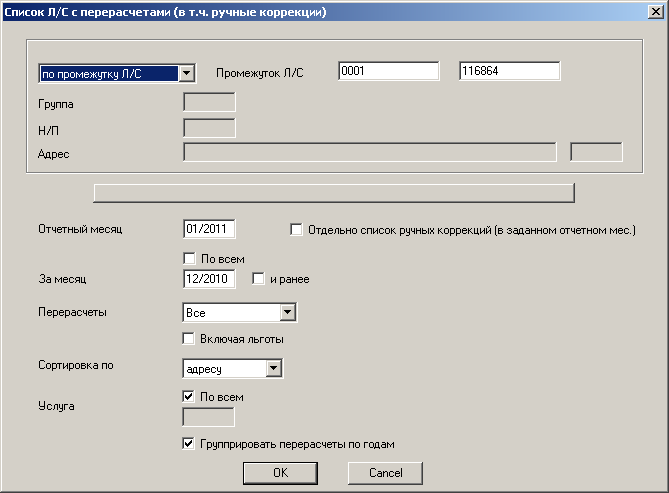 Список Л/С с перерасчетами (в т.ч. ручные коррекции)
по промежутку Л/С Промежуток Л/С 0001 116864
Группа
Н/П
Адрес
Отчетный месяц 01/2011 Отдельно список ручных коррекций (в заданном отчетном мес.)
По всем
За месяц 12/2010 и ранее
Перерасчеты Все
Включая льготы
Сортировка по адресу
По всем
Услуга
Групприровать перерасчеты по годам
OK Cancel